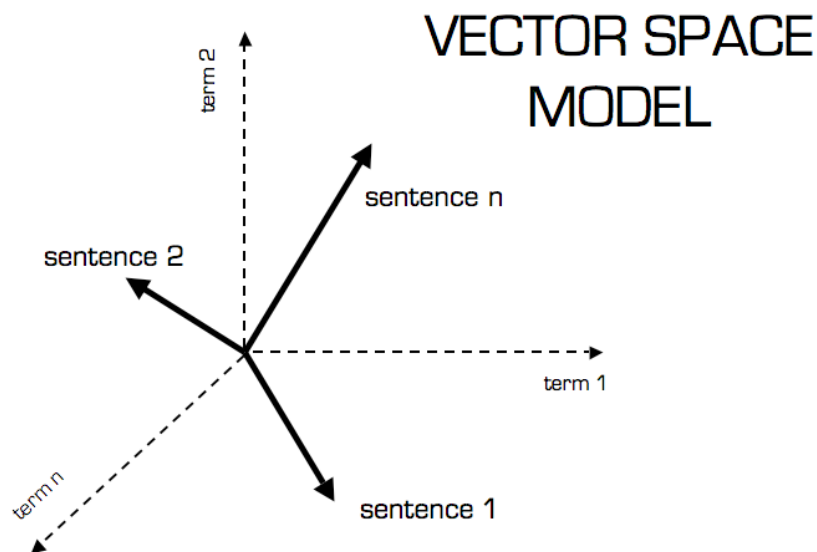 VECTOR SPACE
MODEL
term 2
sentence n
sentence 2
term 1
term n
sentence 1